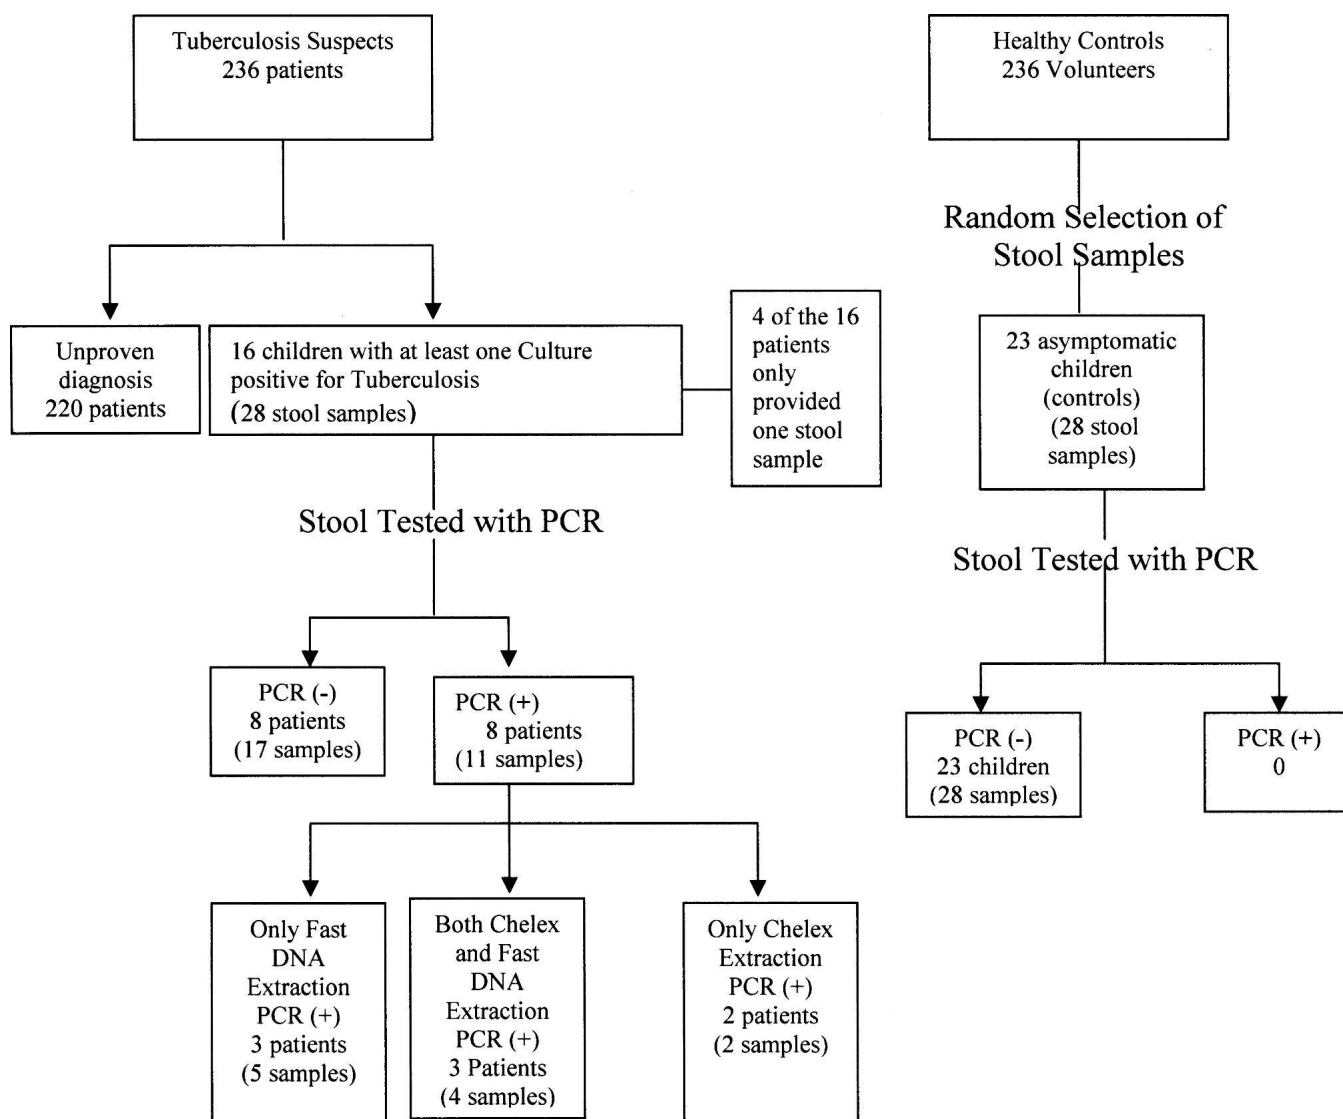 Tuberculosis Suspects
236 patients
Healthy Controls
236 Volunteers
Random Selection of
Stool Samples
Unproven
diagnosis
220 patients
16 children with at least one Culture
positive for Tuberculosis
(28 stool samples)
4 of the 16
patients
only
provided
one stool
sample
23 asymptomatic
children
(controls)
(28 stool
samples)
Stool Tested with PCR
Stool Tested with PCR
PCR (-)
8 patients
(17 samples)
PCR (+)
8 patients
(11 samples)
PCR (-)
23 children
(28 samples)
PCR (+)
0
Only Fast
DNA
Extraction
PCR (+)
3 patients
(5 samples)
Both Chelex
and Fast
DNA
Extraction
PCR (+)
3 Patients
(4 samples)
Only Chelex
Extraction
PCR (+)
2 patients
(2 samples)